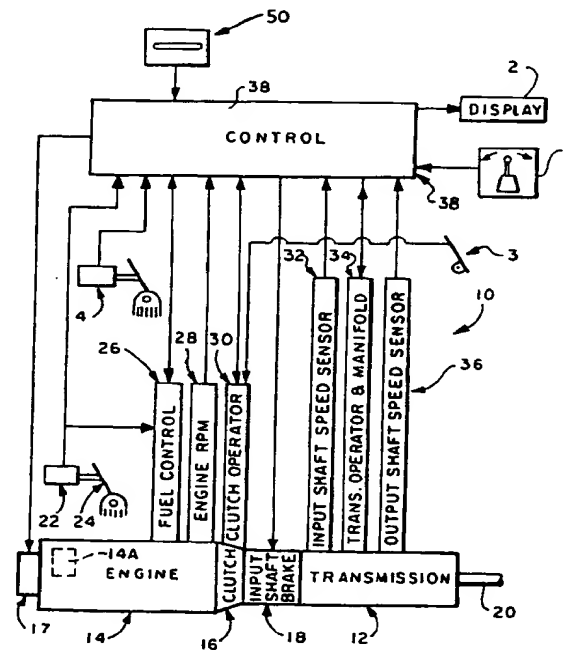 50
38
2
DISPLAY
CONTROL
38
3
4
32
34
10
26
28
30
36
FUEL CONTROL
ENGINE RPM
CLUTCH OPERATOR
INPUT SHAFT SPEED SENSOR
TRANS. OPERATOR & MANIFOLD
OUTPUT SHAFT SPEED SENSOR
22
24
14A
ENGINE
CLUTCH
INPUT
SHAFT
BRAKE
TRANSMISSION
20
17
14
16
18
12